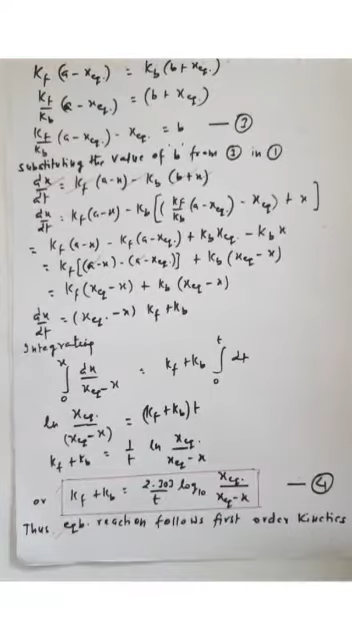 Kf (a - xeq.) = Kb (b + xeq.)
Kf/Kb (a - xeq.) = (b + xeq.)
Kf/Kb (a - xeq.) - xeq. = b — ③
substituting the value of b from ③ in ①
dx/dt = Kf (a-x) - Kb (b+x)
dx/dt = Kf(a-x) - Kb [(Kf/Kb (a-xeq.) - xeq) + x]
= Kf(a-x) - Kf(a-xeq.) + Kb xeq. - Kb x
= Kf[(a-x) - (a-xeq.)] + Kb (xeq - x)
= Kf(xeq - x) + Kb (xeq - x)
dx/dt = (xeq. - x) Kf + Kb
Integrating
∫₀ˣ dx/xeq-x = Kf + Kb ∫₀ᵗ dt
ln xeq./(xeq-x) = (Kf + Kb) t
Kf + Kb = 1/t ln xeq./xeq-x
or Kf + Kb = 2.303/t log₁₀ xeq./xeq-x — ④
Thus eqb. reaction follows first order kinetics